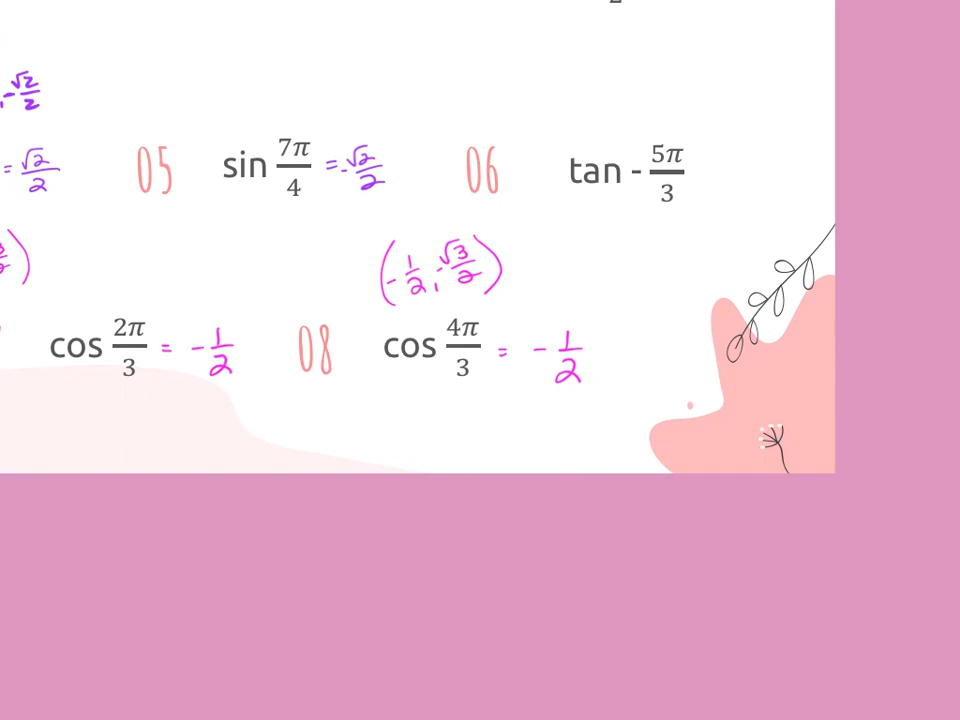 , -√2/2
= √2/2
05 sin 7π/4 = -√2/2
06 tan - 5π/3
(-1/2, -√3/2)
cos 2π/3 = -1/2
08 cos 4π/3 = -1/2